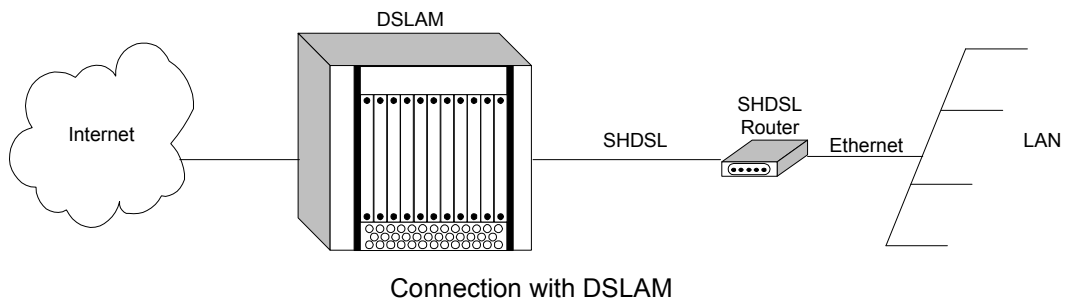 DSLAM
Internet
SHDSL
SHDSL
Router
Ethernet
LAN
Connection with DSLAM